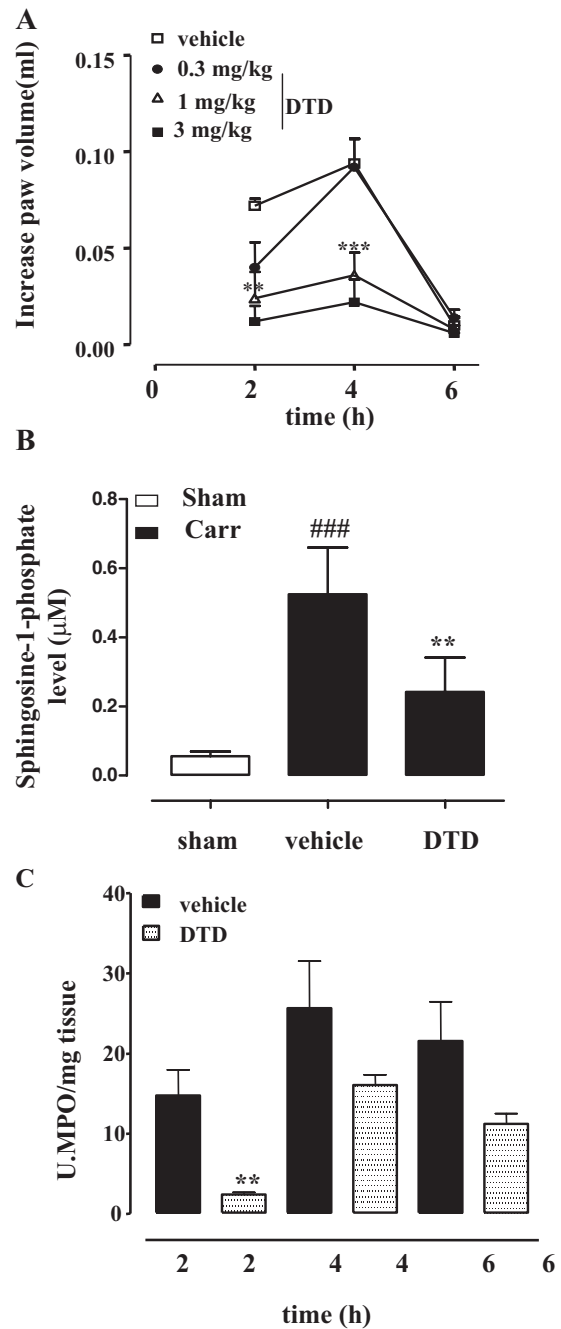 A
vehicle
0.3 mg/kg
1 mg/kg
DTD
3 mg/kg
Increase paw volume(ml)
0.15
0.10
0.05
0.00
**
***
0 2 4 6
time (h)
B
Sham
Carr
Sphingosine-1-phosphate
level (μM)
0.8
0.6
0.4
0.2
0.0
###
**
sham vehicle DTD
C
vehicle
DTD
U.MPO/mg tissue
40
30
20
10
0
**
2 2 4 4 6 6
time (h)